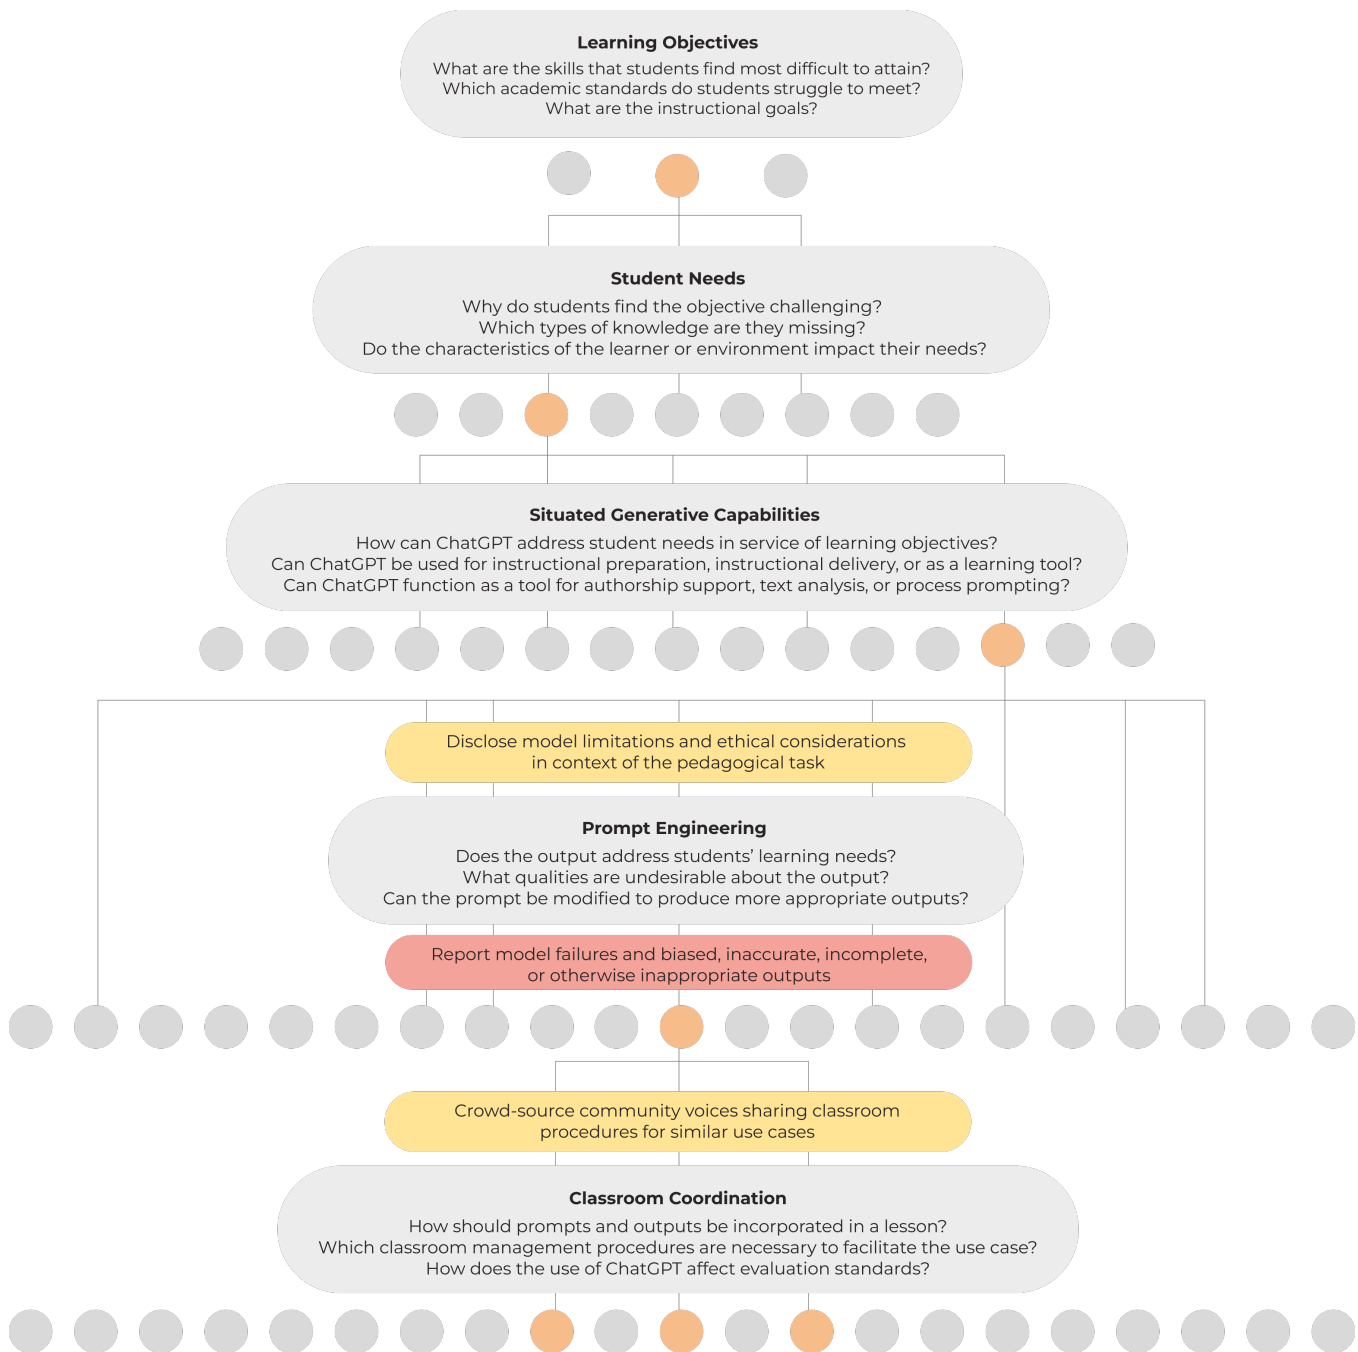 Learning Objectives
What are the skills that students find most difficult to attain?
Which academic standards do students struggle to meet?
What are the instructional goals?
Student Needs
Why do students find the objective challenging?
Which types of knowledge are they missing?
Do the characteristics of the learner or environment impact their needs?
Situated Generative Capabilities
How can ChatGPT address student needs in service of learning objectives?
Can ChatGPT be used for instructional preparation, instructional delivery, or as a learning tool?
Can ChatGPT function as a tool for authorship support, text analysis, or process prompting?
Disclose model limitations and ethical considerations
in context of the pedagogical task
Prompt Engineering
Does the output address students’ learning needs?
What qualities are undesirable about the output?
Can the prompt be modified to produce more appropriate outputs?
Report model failures and biased, inaccurate, incomplete,
or otherwise inappropriate outputs
Crowd-source community voices sharing classroom
procedures for similar use cases
Classroom Coordination
How should prompts and outputs be incorporated in a lesson?
Which classroom management procedures are necessary to facilitate the use case?
How does the use of ChatGPT affect evaluation standards?